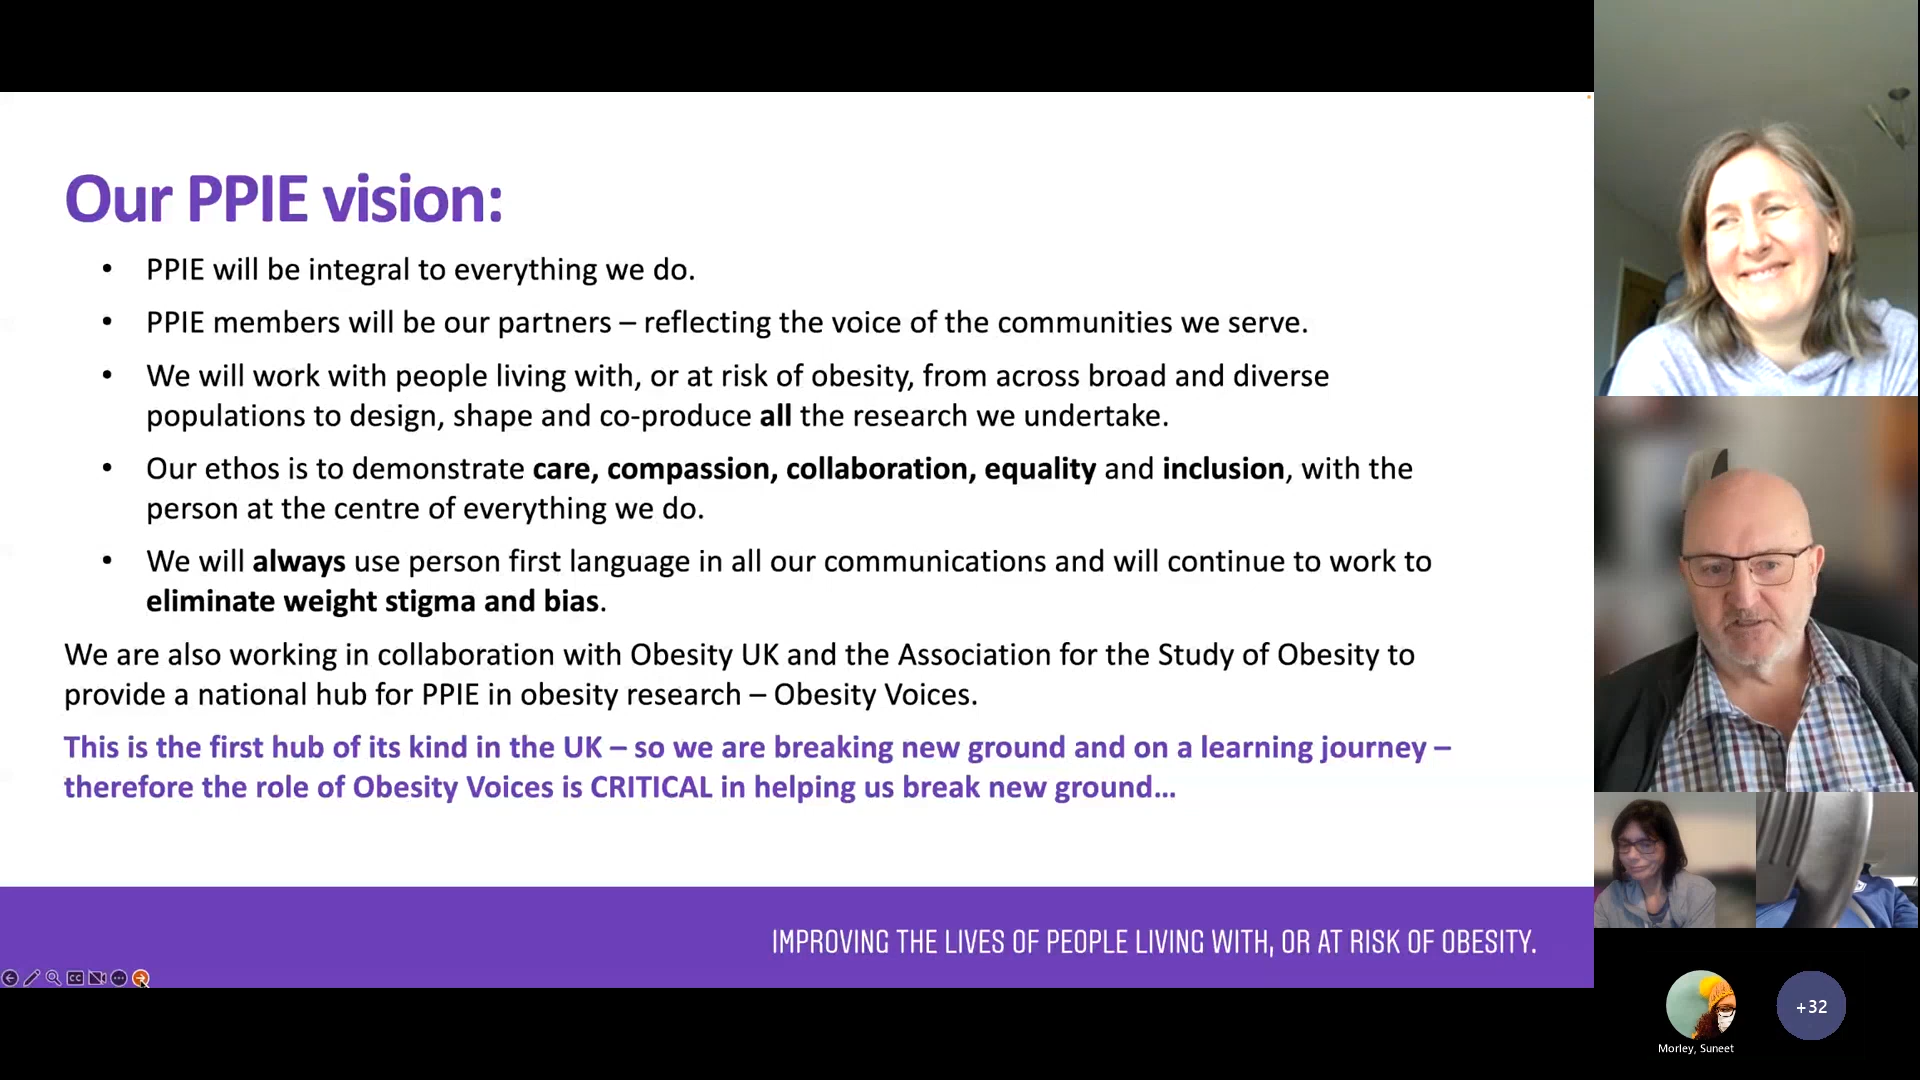 Our PPIE vision:
• PPIE will be integral to everything we do.
• PPIE members will be our partners – reflecting the voice of the communities we serve.
• We will work with people living with, or at risk of obesity, from across broad and diverse
populations to design, shape and co-produce all the research we undertake.
• Our ethos is to demonstrate care, compassion, collaboration, equality and inclusion, with the
person at the centre of everything we do.
• We will always use person first language in all our communications and will continue to work to
eliminate weight stigma and bias.
We are also working in collaboration with Obesity UK and the Association for the Study of Obesity to
provide a national hub for PPIE in obesity research – Obesity Voices.
This is the first hub of its kind in the UK – so we are breaking new ground and on a learning journey –
therefore the role of Obesity Voices is CRITICAL in helping us break new ground...
IMPROVING THE LIVES OF PEOPLE LIVING WITH, OR AT RISK OF OBESITY.
CC
+32
Morley, Suneet